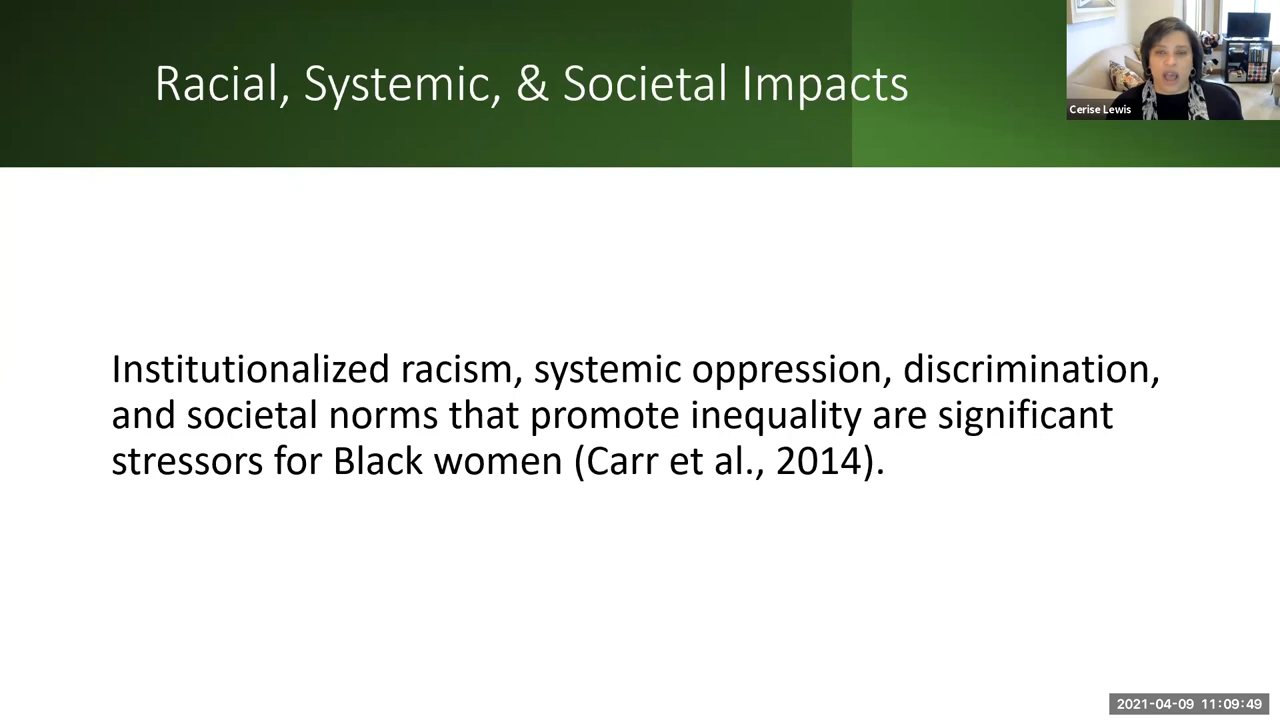 Racial, Systemic, & Societal Impacts
Cerise Lewis
Institutionalized racism, systemic oppression, discrimination,
and societal norms that promote inequality are significant
stressors for Black women (Carr et al., 2014).
2021-04-09 11:09:49